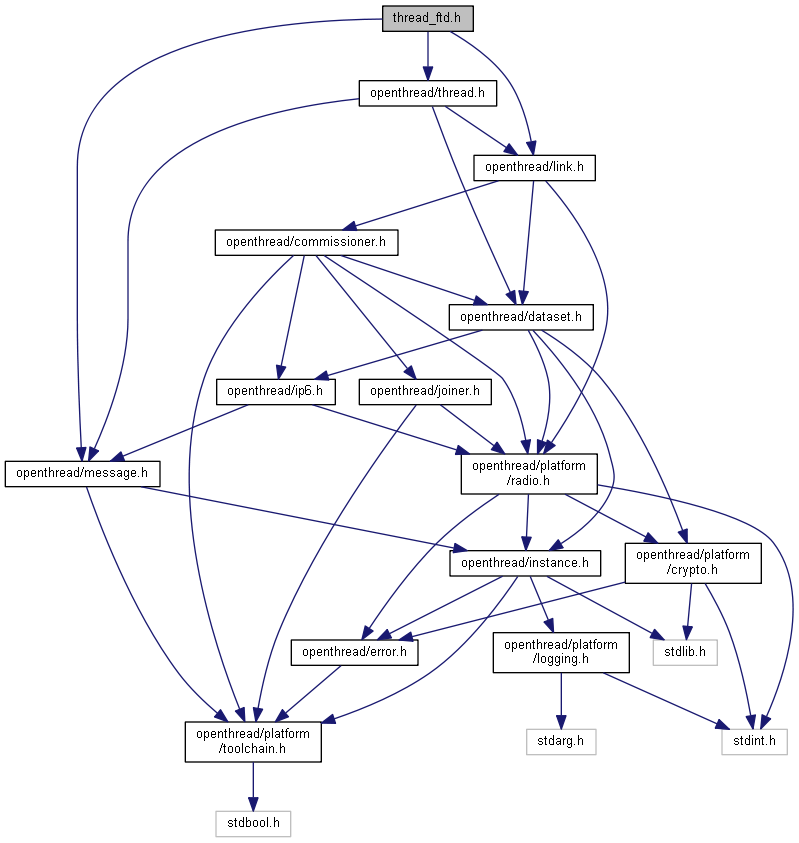 thread_ftd.h
openthread/thread.h
openthread/link.h
openthread/commissioner.h
openthread/dataset.h
openthread/ip6.h
openthread/joiner.h
openthread/message.h
openthread/platform
/radio.h
openthread/instance.h
openthread/platform
/crypto.h
openthread/error.h
openthread/platform
/logging.h
stdlib.h
openthread/platform
/toolchain.h
stdarg.h
stdint.h
stdbool.h